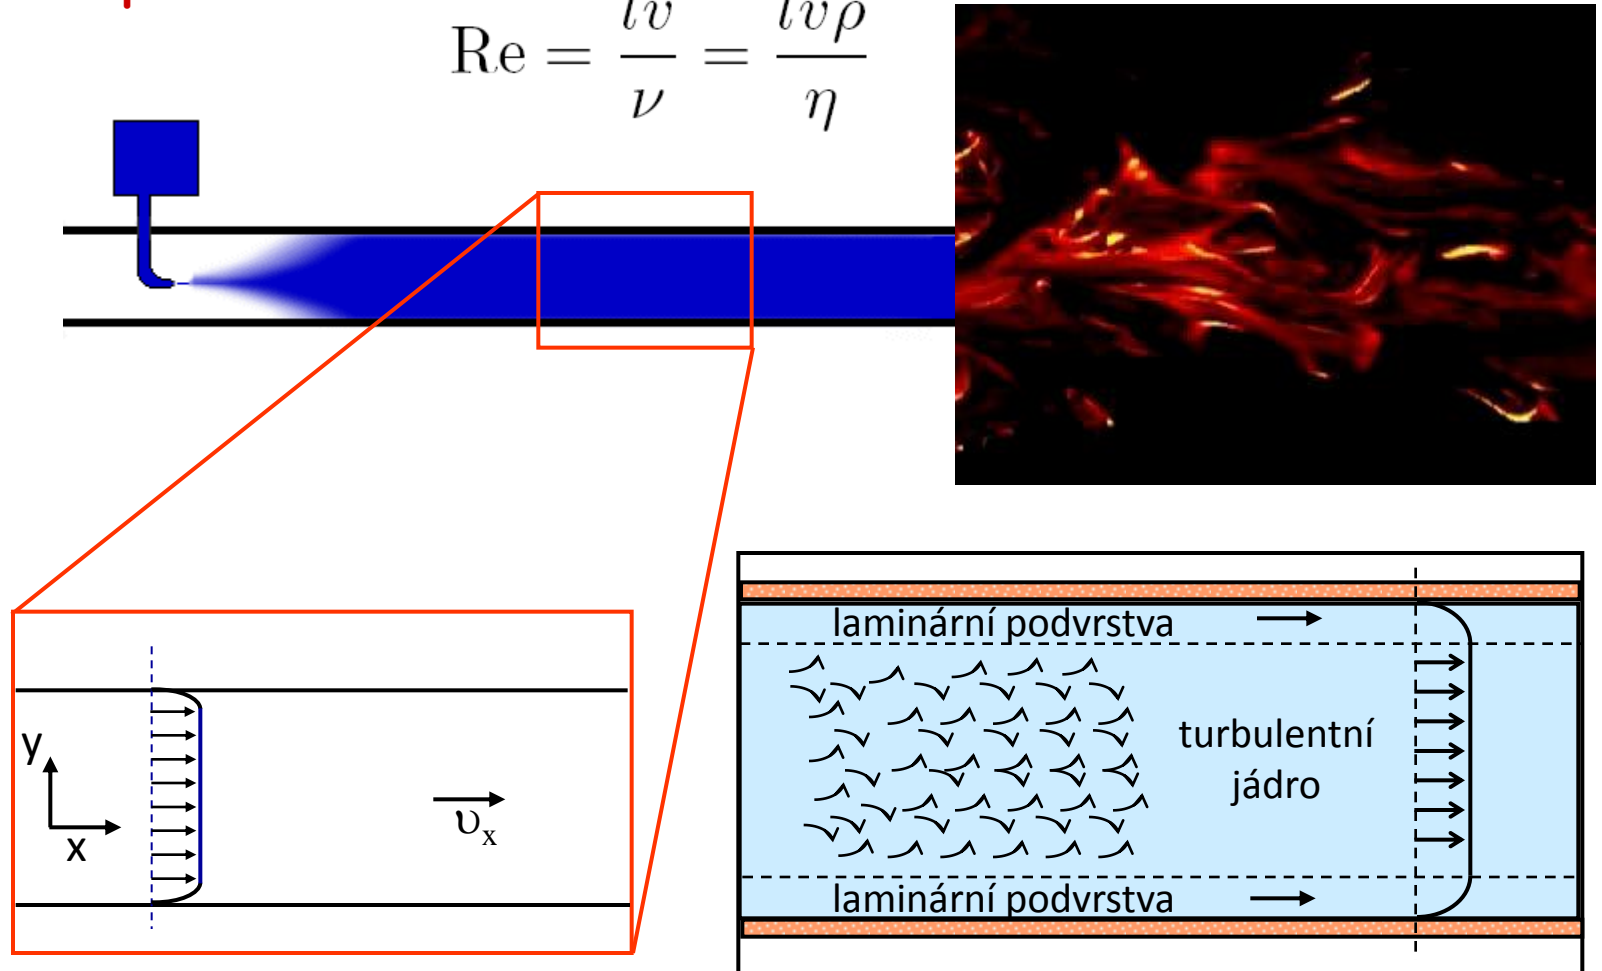 Re = lv/ν = lvρ/η
laminární podvrstva
turbulentní
jádro
laminární podvrstva
y
x
υx